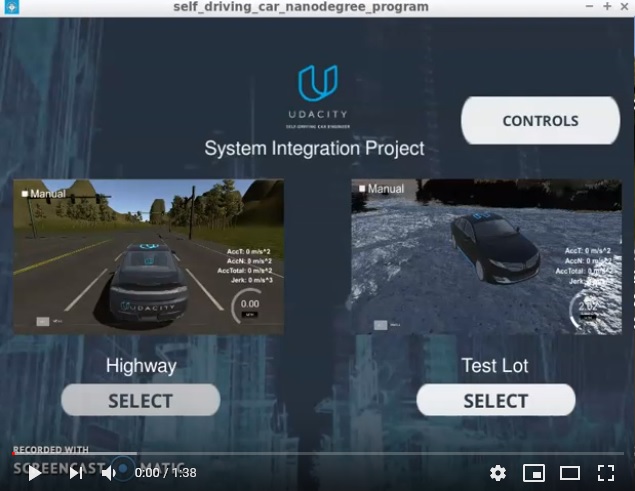 self_driving_car_nanodegree_program
UDACITY
SELF-DRIVING CAR ENGINEER
CONTROLS
System Integration Project
Manual
AccT: 0 m/s^2
AccN: 0 m/s^2
AccTotal: 0 m/s^2
Jerk: 0 m/s^3
0.00
UDACITY
Manual
AccT: 0 m/s^2
AccN: 0 m/s^2
AccTotal: 0 m/s^2
Jerk: 0 m/s^3
Highway
Test Lot
SELECT
SELECT
RECORDED WITH
SCREENCAST MATIC
0:00 / 1:38